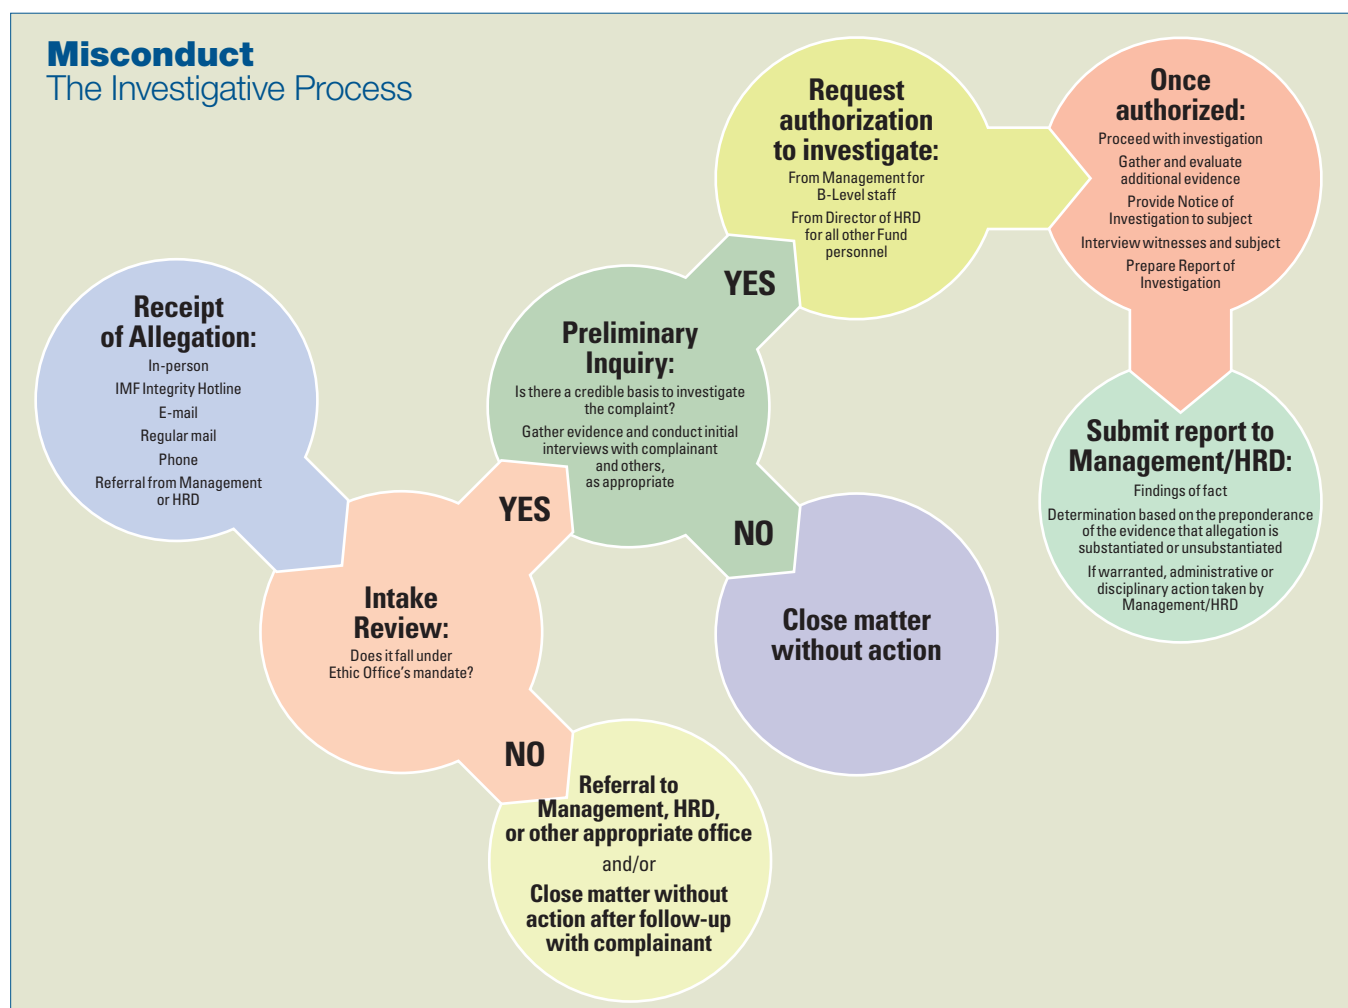 Misconduct
The Investigative Process
Receipt
of Allegation:
In-person
IMF Integrity Hotline
E-mail
Regular mail
Phone
Referral from Management
or HRD
Intake
Review:
Does it fall under
Ethic Office's mandate?
YES
NO
Referral to
Management, HRD,
or other appropriate office
and/or
Close matter without
action after follow-up
with complainant
Preliminary
Inquiry:
Is there a credible basis to investigate
the complaint?
Gather evidence and conduct initial
interviews with complainant
and others,
as appropriate
YES
NO
Close matter
without action
Request
authorization
to investigate:
From Management for
B-Level staff
From Director of HRD
for all other Fund
personnel
Once
authorized:
Proceed with investigation
Gather and evaluate
additional evidence
Provide Notice of
Investigation to subject
Interview witnesses and subject
Prepare Report of
Investigation
Submit report to
Management/HRD:
Findings of fact
Determination based on the preponderance
of the evidence that allegation is
substantiated or unsubstantiated
If warranted, administrative or
disciplinary action taken by
Management/HRD